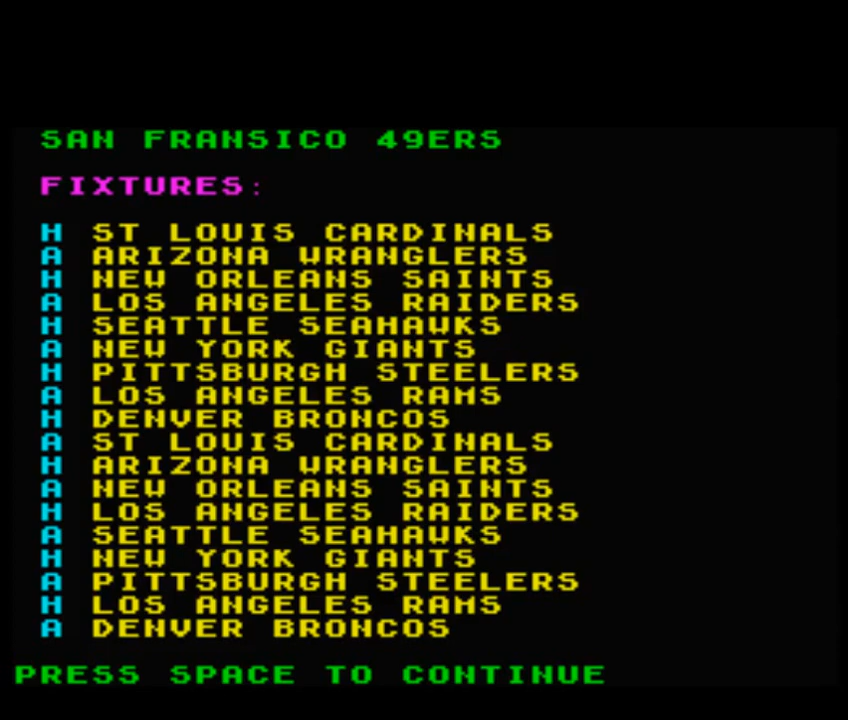 SAN FRANSICO 49ERS
FIXTURES:
H ST LOUIS CARDINALS
A ARIZONA WRANGLERS
H NEW ORLEANS SAINTS
A LOS ANGELES RAIDERS
H SEATTLE SEAHAWKS
A NEW YORK GIANTS
H PITTSBURGH STEELERS
A LOS ANGELES RAMS
H DENVER BRONCOS
A ST LOUIS CARDINALS
H ARIZONA WRANGLERS
A NEW ORLEANS SAINTS
H LOS ANGELES RAIDERS
A SEATTLE SEAHAWKS
H NEW YORK GIANTS
A PITTSBURGH STEELERS
H LOS ANGELES RAMS
A DENVER BRONCOS
PRESS SPACE TO CONTINUE